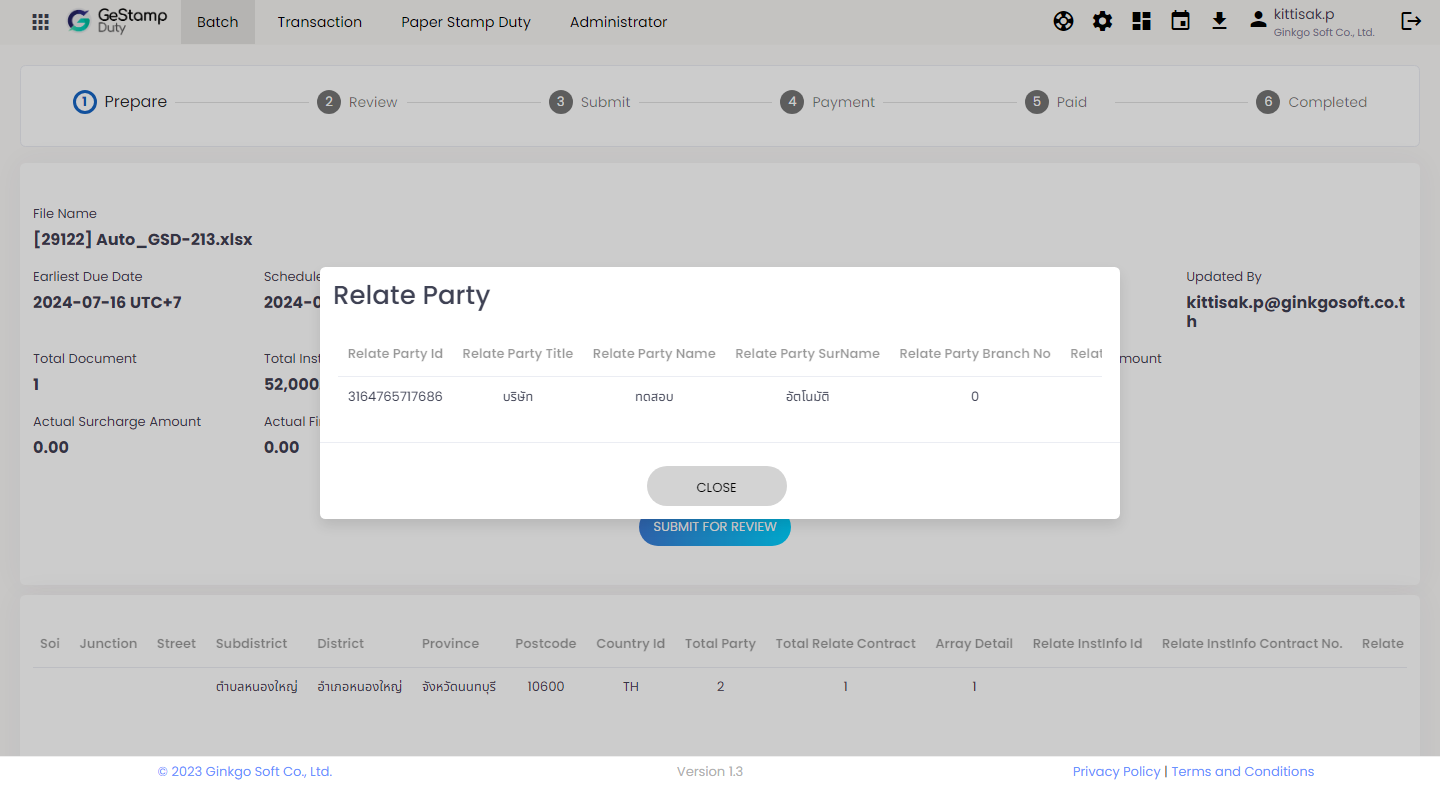 GeStamp
Duty
Batch
Transaction
Paper Stamp Duty
Administrator
kittisak.p
Ginkgo Soft Co., Ltd.
1 Prepare
2 Review
3 Submit
4 Payment
5 Paid
6 Completed
File Name
[29122] Auto_GSD-213.xlsx
Earliest Due Date
2024-07-16 UTC+7
Schedule
2024-0
Updated By
kittisak.p@ginkgosoft.co.t
h
Total Document
1
Total Inst
52,000
mount
Actual Surcharge Amount
0.00
Actual Fi
0.00
Relate Party
Relate Party Id Relate Party Title Relate Party Name Relate Party SurName Relate Party Branch No Relat
3164765717686 บริษัท ทดสอบ อัตโนมัติ 0
CLOSE
SUBMIT FOR REVIEW
Soi Junction Street Subdistrict District Province Postcode Country Id Total Party Total Relate Contract Array Detail Relate InstInfo Id Relate InstInfo Contract No. Relate
ตำบลหนองใหญ่ อำเภอหนองใหญ่ จังหวัดนนทบุรี 10600 TH 2 1 1
© 2023 Ginkgo Soft Co., Ltd.
Version 1.3
Privacy Policy | Terms and Conditions